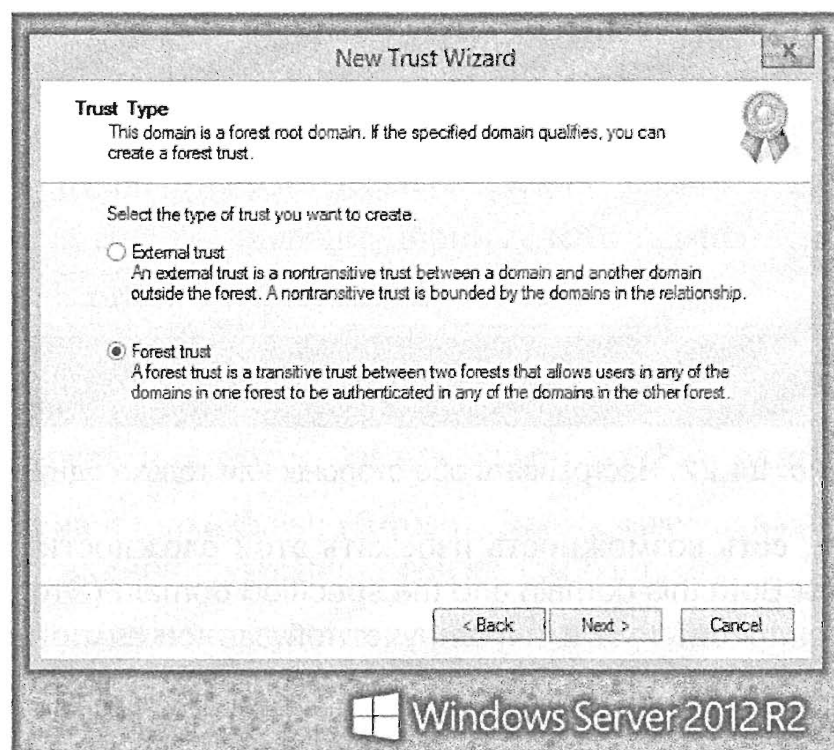 New Trust Wizard
X
Trust Type
This domain is a forest root domain. If the specified domain qualifies, you can
create a forest trust.
Select the type of trust you want to create.
External trust
An external trust is a nontransitive trust between a domain and another domain
outside the forest. A nontransitive trust is bounded by the domains in the relationship.
Forest trust
A forest trust is a transitive trust between two forests that allows users in any of the
domains in one forest to be authenticated in any of the domains in the other forest.
< Back
Next >
Cancel
Windows Server 2012 R2